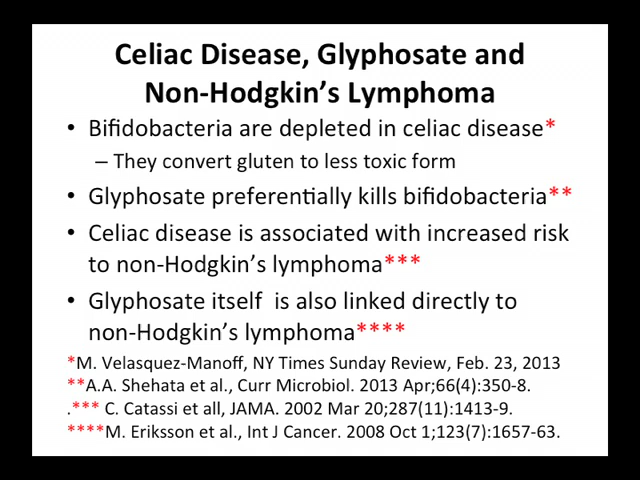 Celiac Disease, Glyphosate and
Non-Hodgkin's Lymphoma
• Bifidobacteria are depleted in celiac disease*
– They convert gluten to less toxic form
• Glyphosate preferentially kills bifidobacteria**
• Celiac disease is associated with increased risk
to non-Hodgkin's lymphoma***
• Glyphosate itself is also linked directly to
non-Hodgkin's lymphoma****
*M. Velasquez-Manoff, NY Times Sunday Review, Feb. 23, 2013
**A.A. Shehata et al., Curr Microbiol. 2013 Apr;66(4):350-8.
.*** C. Catassi et all, JAMA. 2002 Mar 20;287(11):1413-9.
****M. Eriksson et al., Int J Cancer. 2008 Oct 1;123(7):1657-63.